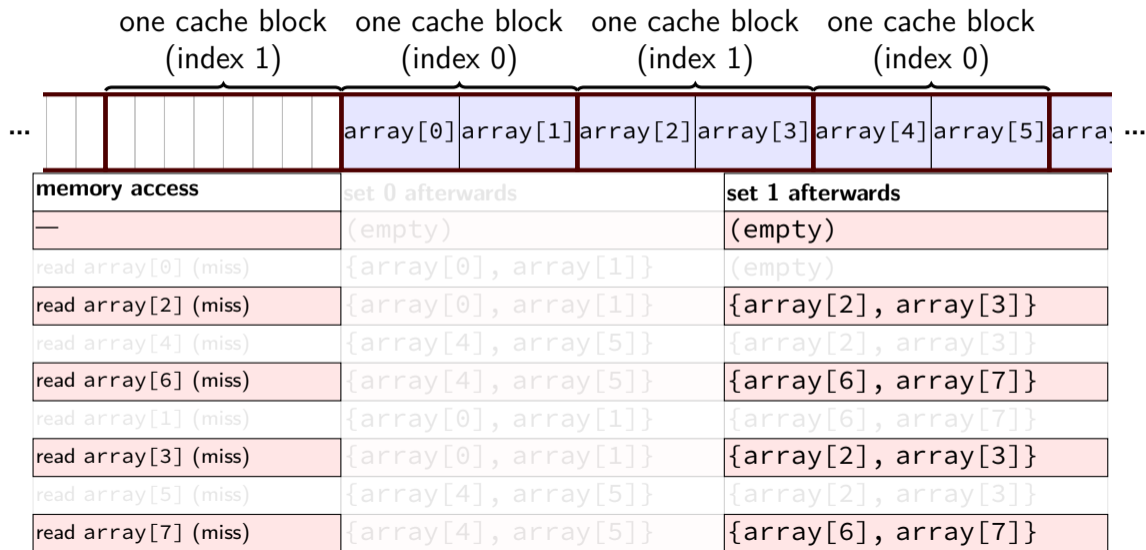 one cache block one cache block one cache block one cache block
(index 1) (index 0) (index 1) (index 0)
... array[0] array[1] array[2] array[3] array[4] array[5] array ...
memory access set 0 afterwards set 1 afterwards
— (empty) (empty)
read array[0] (miss) {array[0], array[1]} (empty)
read array[2] (miss) {array[0], array[1]} {array[2], array[3]}
read array[4] (miss) {array[4], array[5]} {array[2], array[3]}
read array[6] (miss) {array[4], array[5]} {array[6], array[7]}
read array[1] (miss) {array[0], array[1]} {array[6], array[7]}
read array[3] (miss) {array[0], array[1]} {array[2], array[3]}
read array[5] (miss) {array[4], array[5]} {array[2], array[3]}
read array[7] (miss) {array[4], array[5]} {array[6], array[7]}